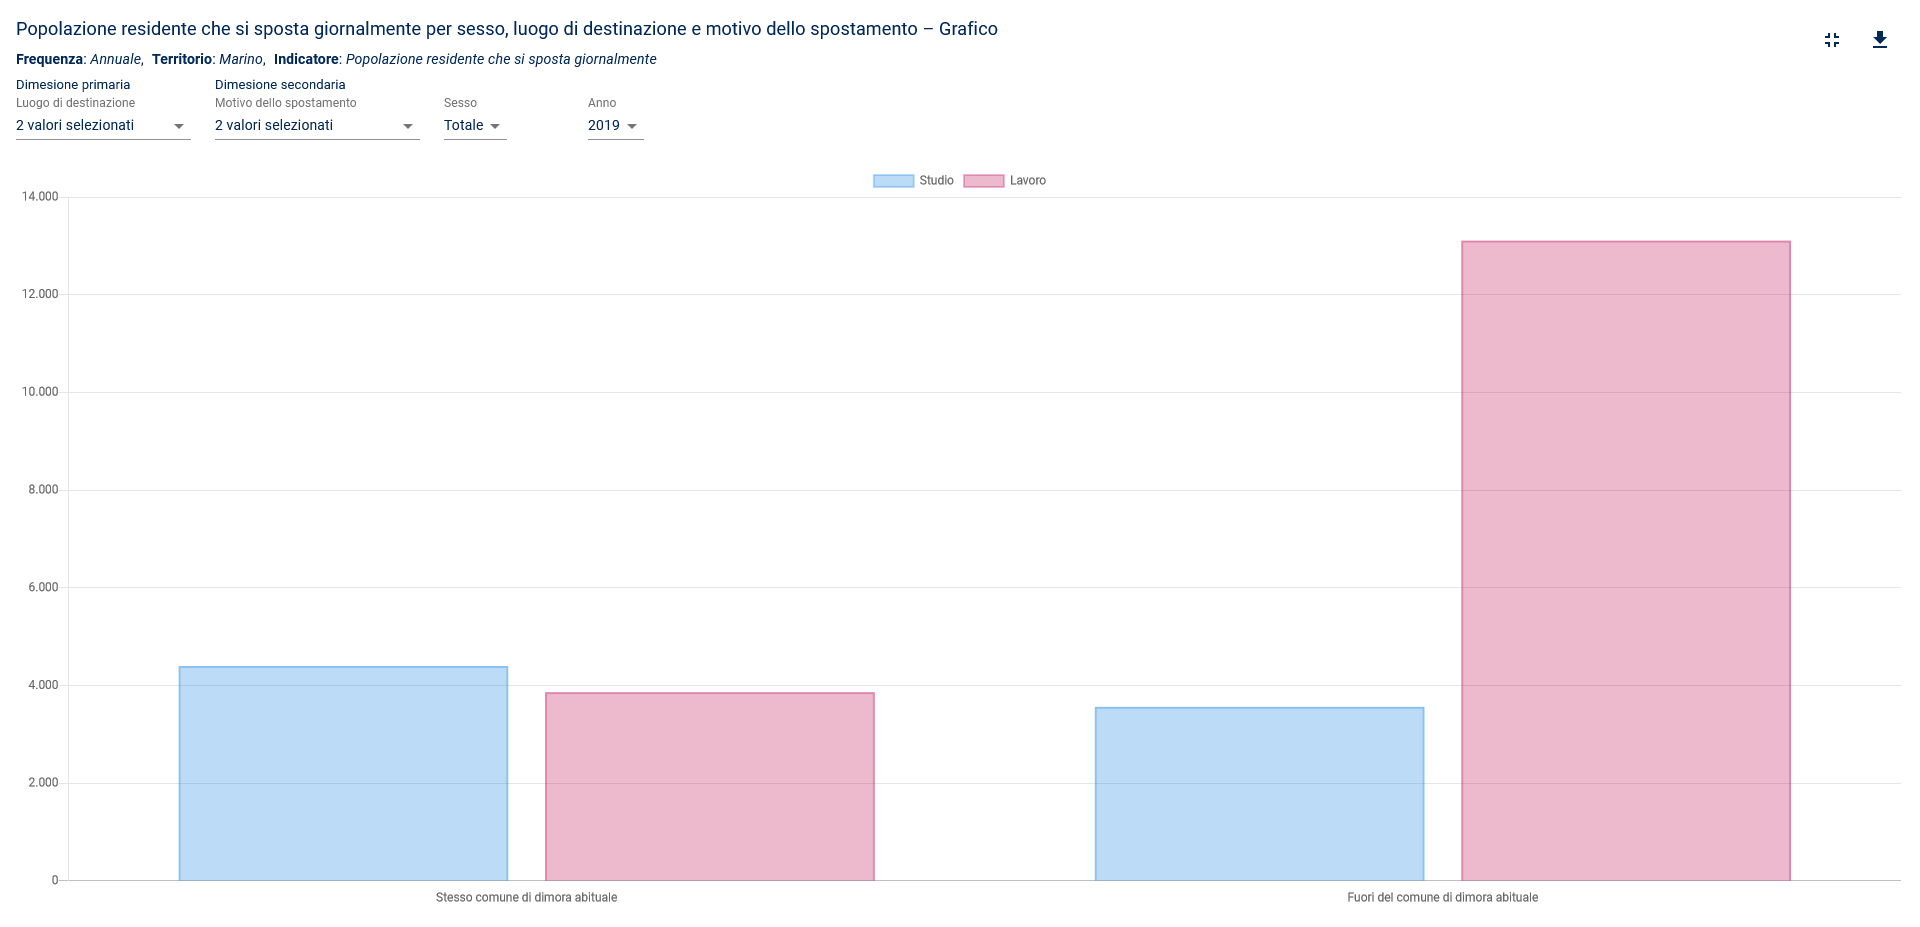 Popolazione residente che si sposta giornalmente per sesso, luogo di destinazione e motivo dello spostamento – Grafico
Frequenza: Annuale, Territorio: Marino, Indicatore: Popolazione residente che si sposta giornalmente
Dimesione primaria Dimesione secondaria
Luogo di destinazione Motivo dello spostamento Sesso Anno
2 valori selezionati 2 valori selezionati Totale 2019
Studio Lavoro
14.000
12.000
10.000
8.000
6.000
4.000
2.000
0
Stesso comune di dimora abituale Fuori del comune di dimora abituale